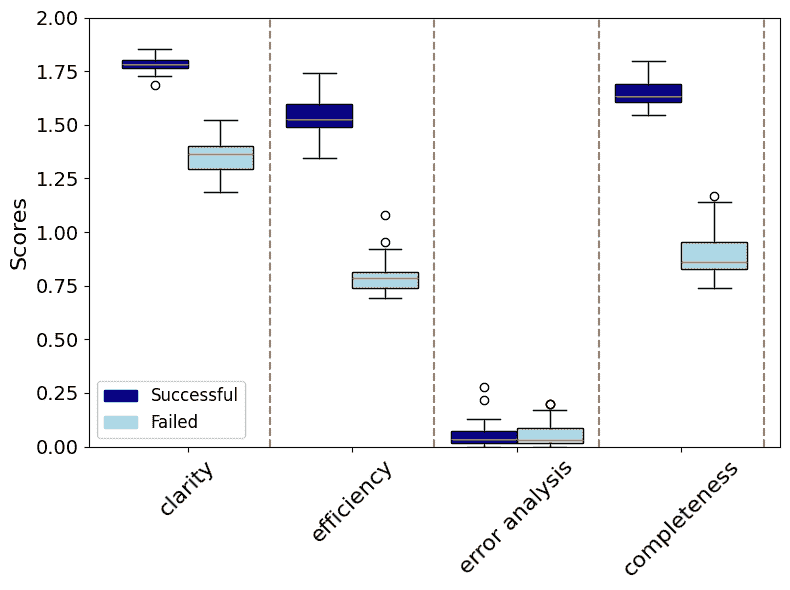 2.00
1.75
1.50
1.25
1.00
0.75
0.50
0.25
0.00
Scores
Successful
Failed
clarity
efficiency
error analysis
completeness